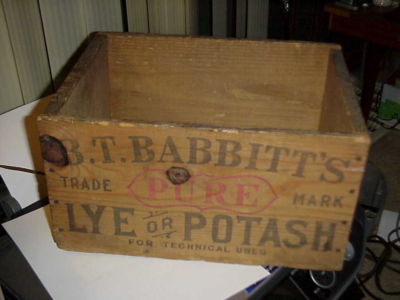 B.T. BABBITT'S
TRADE PURE MARK
LYE OR POTASH
FOR TECHNICAL USES